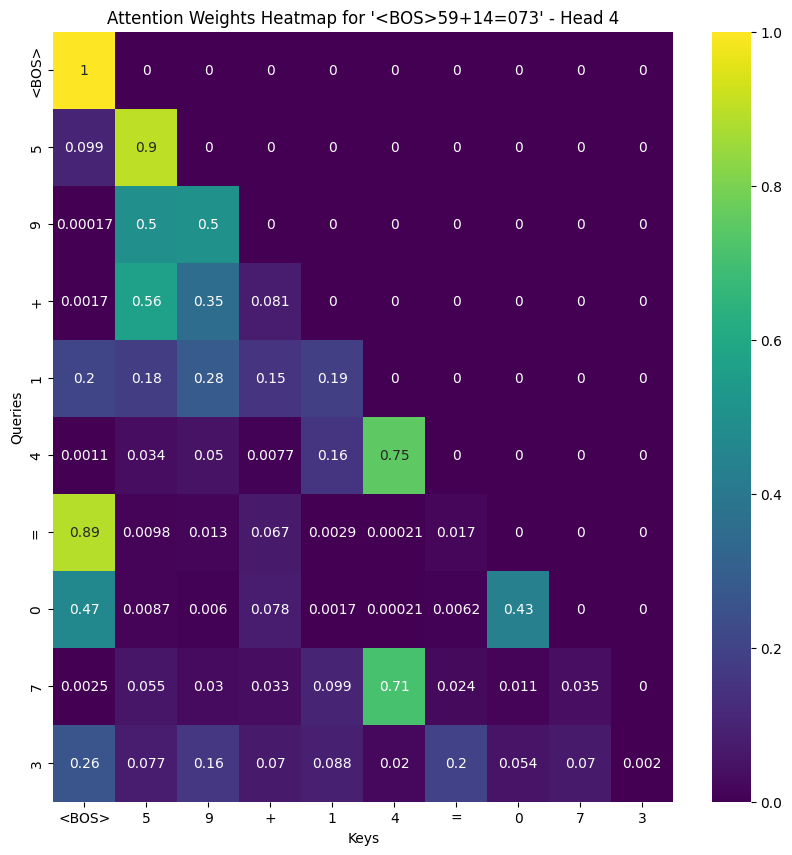 Attention Weights Heatmap for '<BOS>59+14=073' - Head 4
<BOS> 1 0 0 0 0 0 0 0 0 0
5 0.099 0.9 0 0 0 0 0 0 0 0
9 0.00017 0.5 0.5 0 0 0 0 0 0 0
+ 0.0017 0.56 0.35 0.081 0 0 0 0 0 0
1 0.2 0.18 0.28 0.15 0.19 0 0 0 0 0
4 0.0011 0.034 0.05 0.0077 0.16 0.75 0 0 0 0
= 0.89 0.0098 0.013 0.067 0.0029 0.00021 0.017 0 0 0
0 0.47 0.0087 0.006 0.078 0.0017 0.00021 0.0062 0.43 0 0
7 0.0025 0.055 0.03 0.033 0.099 0.71 0.024 0.011 0.035 0
3 0.26 0.077 0.16 0.07 0.088 0.02 0.2 0.054 0.07 0.002
<BOS> 5 9 + 1 4 = 0 7 3
Keys
Queries
1.0
0.8
0.6
0.4
0.2
0.0